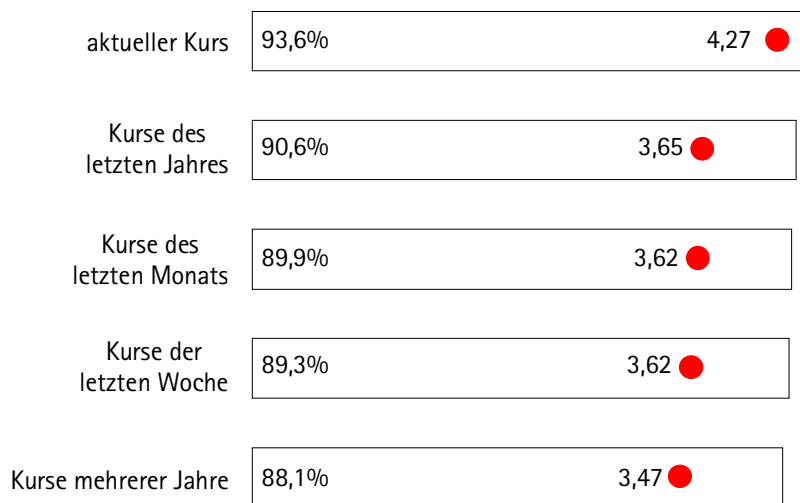 aktueller Kurs 93,6% 4,27
Kurse des
letzten Jahres 90,6% 3,65
Kurse des
letzten Monats 89,9% 3,62
Kurse der
letzten Woche 89,3% 3,62
Kurse mehrerer Jahre 88,1% 3,47